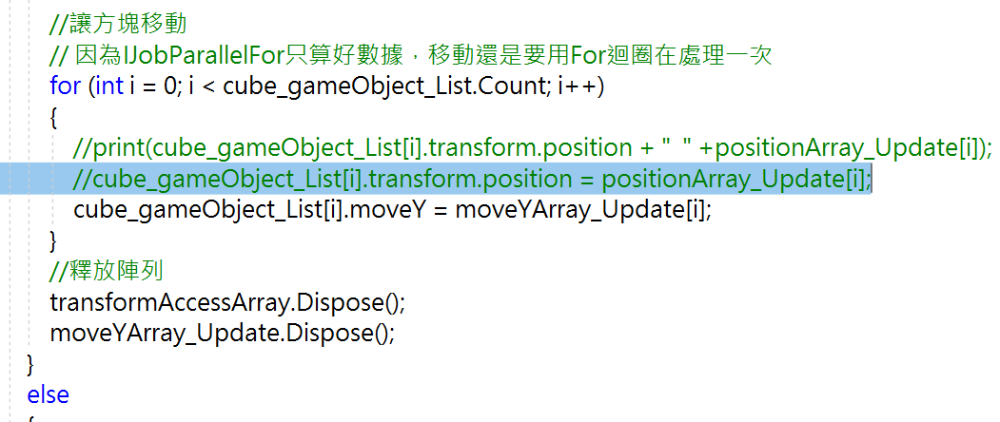 //讓方塊移動
// 因為IJobParallelFor只算好數據，移動還是要用For迴圈在處理一次
for (int i = 0; i < cube_gameObject_List.Count; i++)
{
//print(cube_gameObject_List[i].transform.position + "  " +positionArray_Update[i]);
//cube_gameObject_List[i].transform.position = positionArray_Update[i];
cube_gameObject_List[i].moveY = moveYArray_Update[i];
}
//釋放陣列
transformAccessArray.Dispose();
moveYArray_Update.Dispose();
}
else